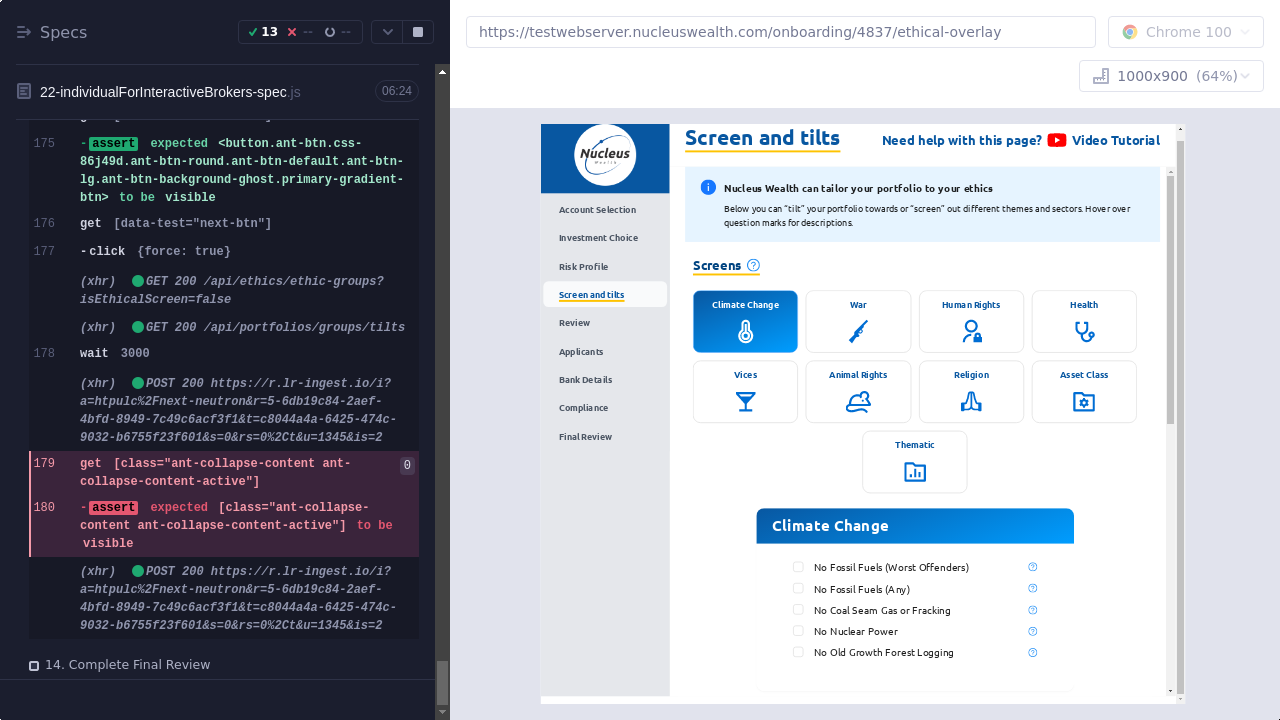 Specs
13
--
--
22-individualForInteractiveBrokers-spec.js
06:24
175
-assert expected <button.ant-btn.css-
86j49d.ant-btn-round.ant-btn-default.ant-btn-
lg.ant-btn-background-ghost.primary-gradient-
btn> to be visible
176 get [data-test="next-btn"]
177 -click {force: true}
(xhr) GET 200 /api/ethics/ethic-groups?
isEthicalScreen=false
(xhr) GET 200 /api/portfolios/groups/tilts
178 wait 3000
(xhr) POST 200 https://r.lr-ingest.io/i?
a=htpulc%2Fnext-neutron&r=5-6db19c84-2aef-
4bfd-8949-7c49c6acf3f1&t=c8044a4a-6425-474c-
9032-b6755f23f601&s=0&rs=0%2Ct&u=1345&is=2
179 get [class="ant-collapse-content ant-
collapse-content-active"]
0
180 -assert expected [class="ant-collapse-
content ant-collapse-content-active"] to be
visible
(xhr) POST 200 https://r.lr-ingest.io/i?
a=htpulc%2Fnext-neutron&r=5-6db19c84-2aef-
4bfd-8949-7c49c6acf3f1&t=c8044a4a-6425-474c-
9032-b6755f23f601&s=0&rs=0%2Ct&u=1345&is=2
14. Complete Final Review
https://testwebserver.nucleuswealth.com/onboarding/4837/ethical-overlay
Chrome 100
1000x900 (64%)
Nucleus
Wealth
Account Selection
Investment Choice
Risk Profile
Screen and tilts
Review
Applicants
Bank Details
Compliance
Final Review
Screen and tilts
Need help with this page? Video Tutorial
Nucleus Wealth can tailor your portfolio to your ethics
Below you can "tilt" your portfolio towards or "screen" out different themes and sectors. Hover over
question marks for descriptions.
Screens
Climate Change
War
Human Rights
Health
Vices
Animal Rights
Religion
Asset Class
Thematic
Climate Change
No Fossil Fuels (Worst Offenders)
No Fossil Fuels (Any)
No Coal Seam Gas or Fracking
No Nuclear Power
No Old Growth Forest Logging